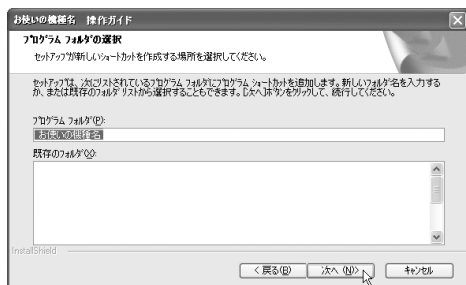 お使いの機種名 操作ガイド
プログラム フォルダの選択
セットアップが新しいショートカットを作成する場所を選択してください。
セットアップは、次にリストされているプログラム フォルダにプログラム ショートカットを追加します。新しいフォルダ名を入力するか、または既存のフォルダ リストから選択することもできます。[次へ]ボタンをクリックして、続行してください。
プログラム フォルダ(P):
お使いの機種名
既存のフォルダ(X):
InstallShield
< 戻る(B)
次へ (N)>
キャンセル